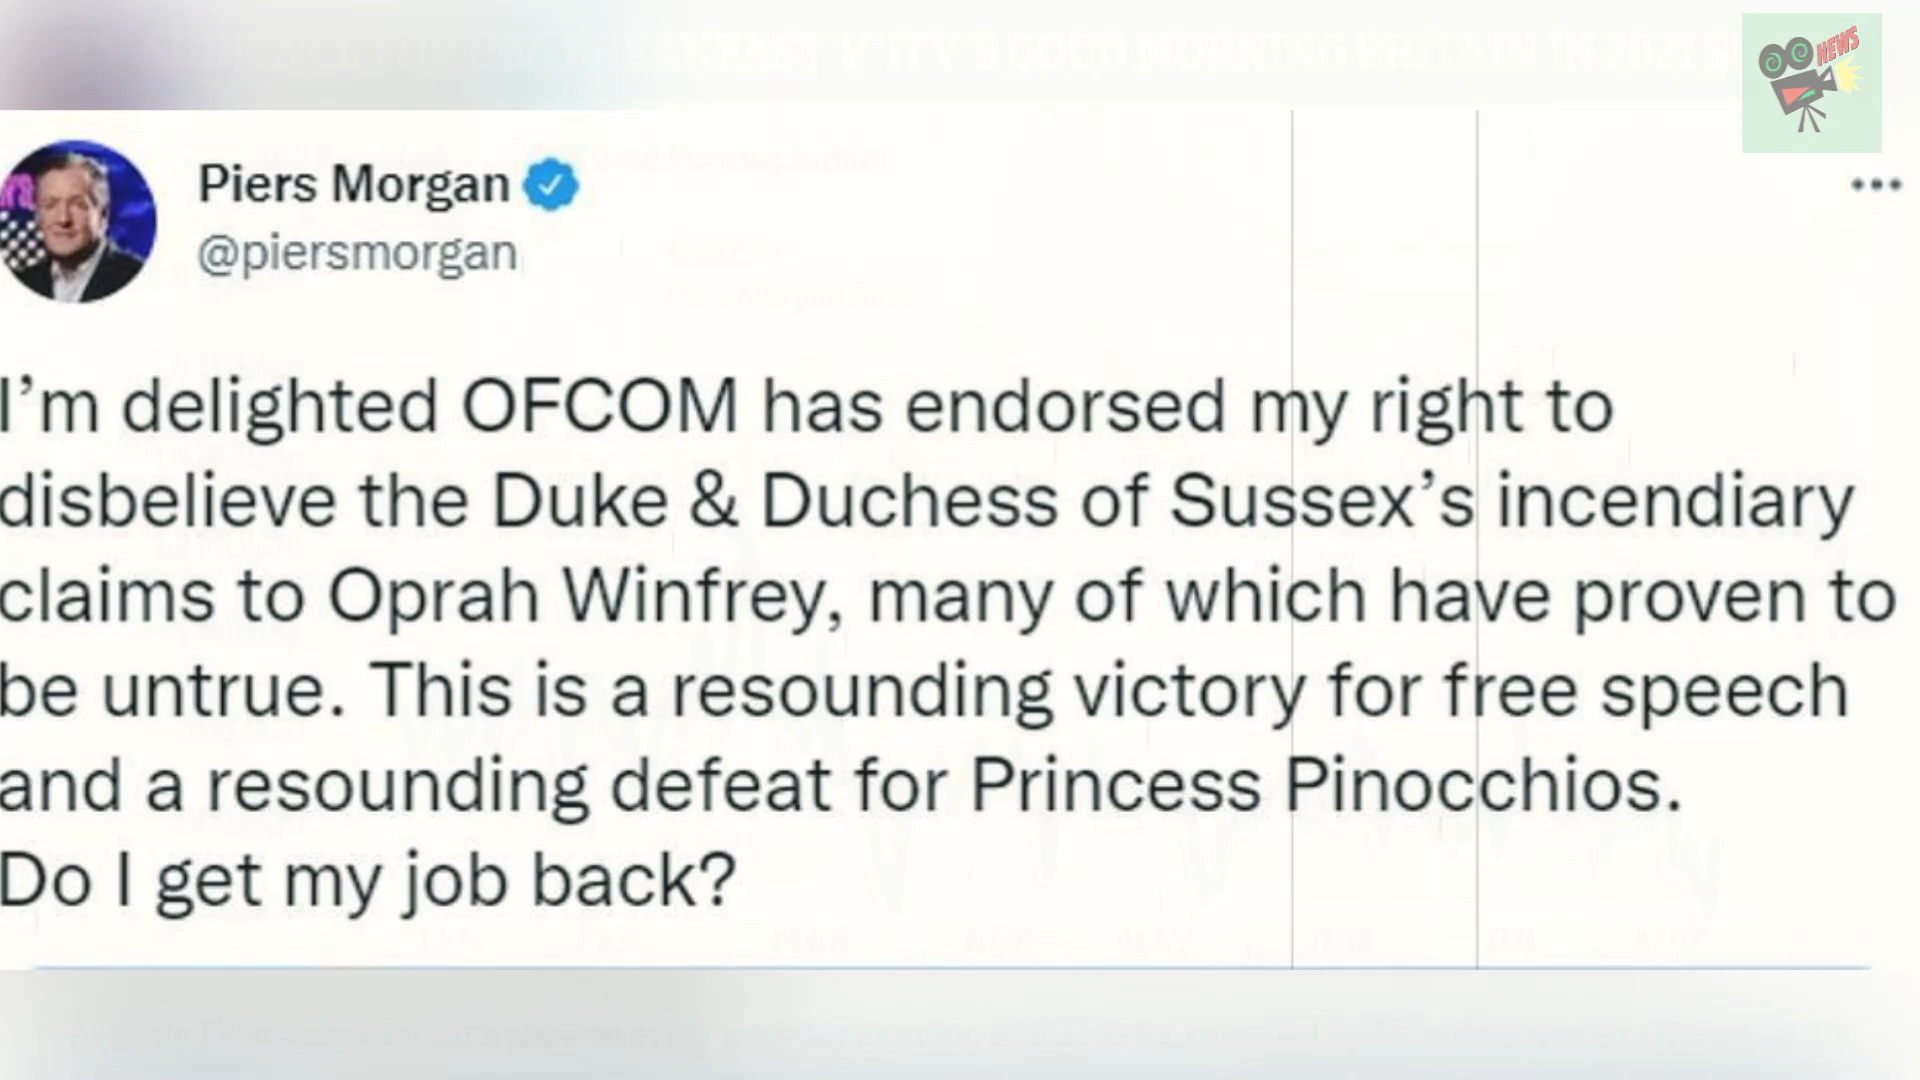 NEWS
Piers Morgan
@piersmorgan
I'm delighted OFCOM has endorsed my right to
disbelieve the Duke & Duchess of Sussex's incendiary
claims to Oprah Winfrey, many of which have proven to
be untrue. This is a resounding victory for free speech
and a resounding defeat for Princess Pinocchios.
Do I get my job back?